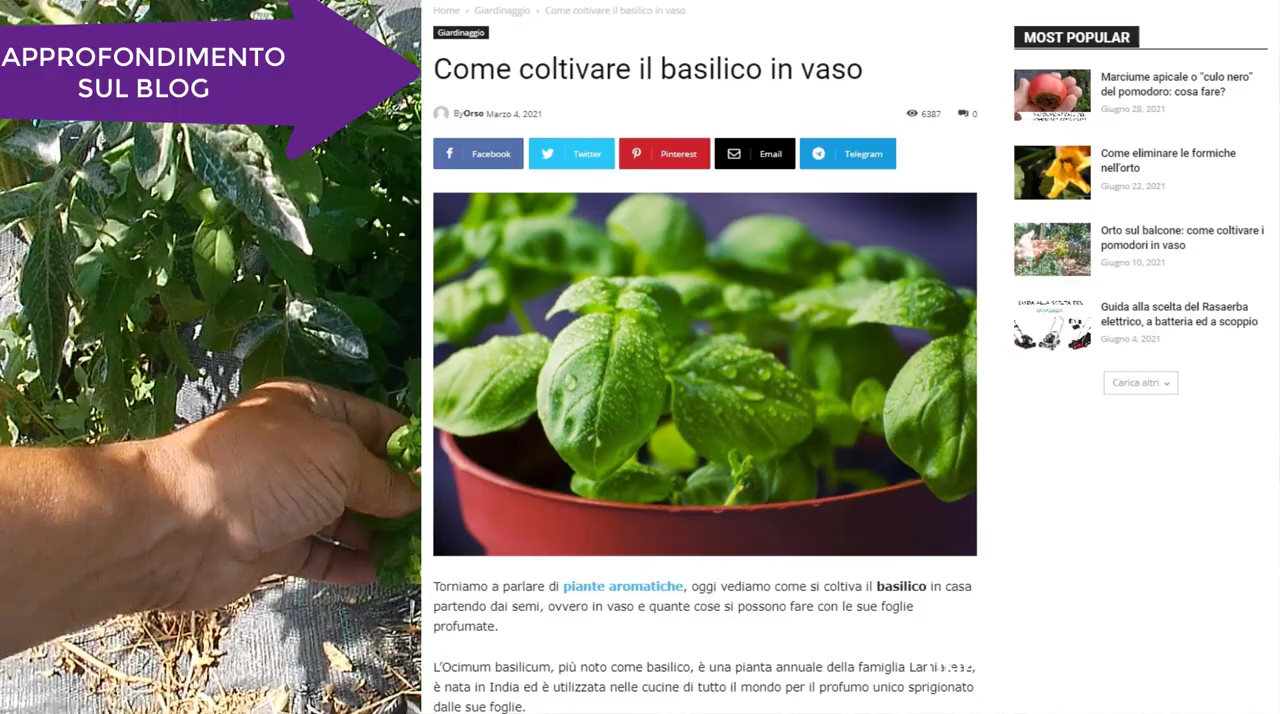 APPROFONDIMENTO
SUL BLOG
Home › Giardinaggio › Come coltivare il basilico in vaso
Giardinaggio
Come coltivare il basilico in vaso
ByOrso Marzo 4, 2021
6387
0
Facebook
Twitter
Pinterest
Email
Telegram
Torniamo a parlare di piante aromatiche, oggi vediamo come si coltiva il basilico in casa
partendo dai semi, ovvero in vaso e quante cose si possono fare con le sue foglie
profumate.
L'Ocimum basilicum, più noto come basilico, è una pianta annuale della famiglia
è nata in India ed è utilizzata nelle cucine di tutto il mondo per il profumo unico sprigionato
dalle sue foglie.
MOST POPULAR
Marciume apicale o "culo nero"
del pomodoro: cosa fare?
Giugno 28, 2021
Come eliminare le formiche
nell'orto
Giugno 22, 2021
Orto sul balcone: come coltivare i
pomodori in vaso
Giugno 10, 2021
GUIDA ALLA SCELTA DEL
Guida alla scelta del Rasaerba
elettrico, a batteria ed a scoppio
Giugno 4, 2021
Carica altri